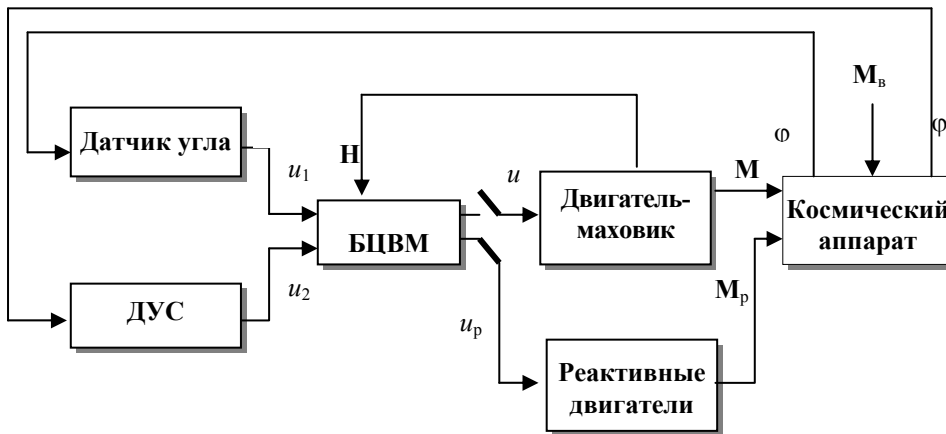 Mв
φ
φ
Датчик угла
H
u1
u
M
Двигатель-
маховик
Космический
аппарат
БЦВМ
u2
ДУС
Mр
uр
Реактивные
двигатели